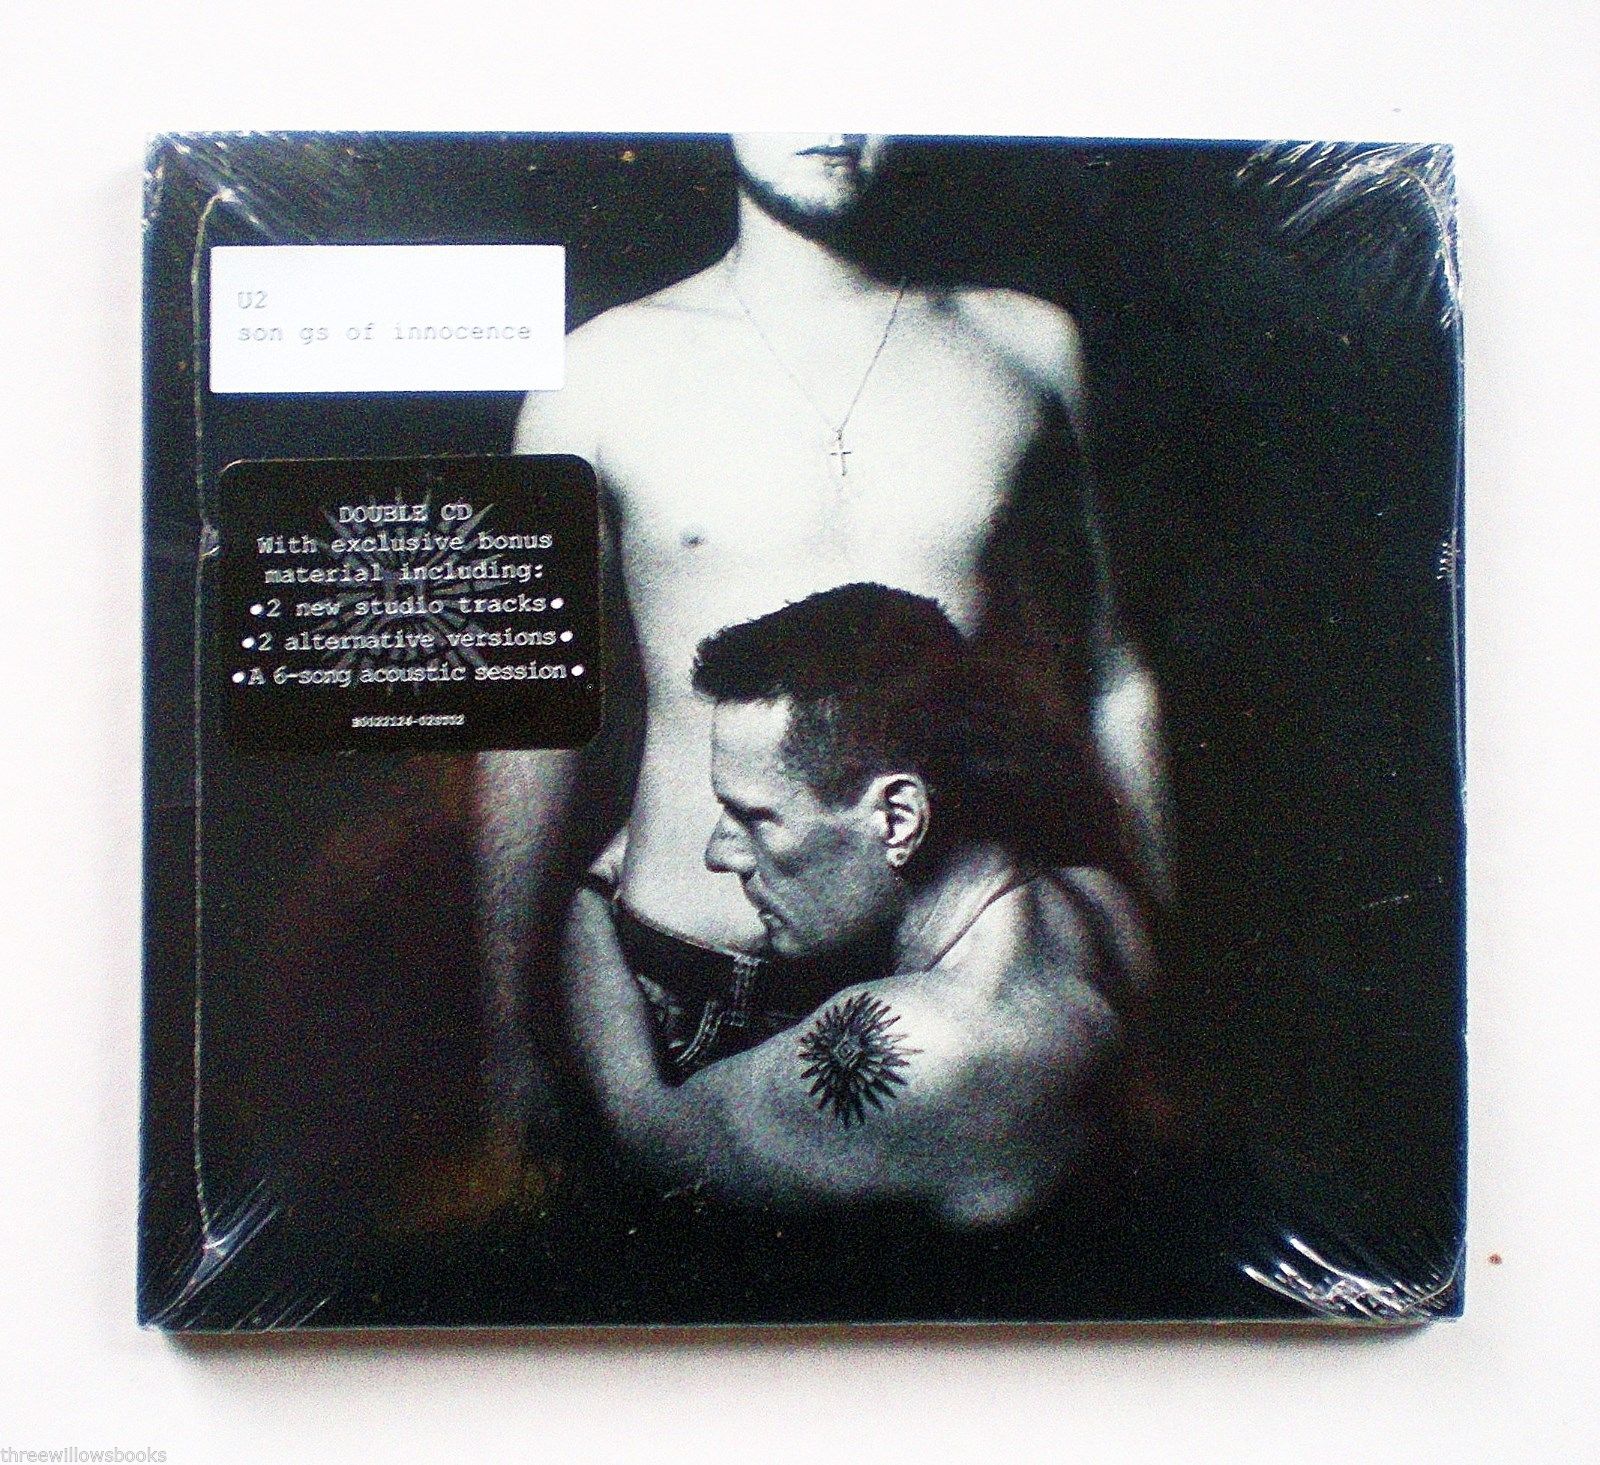 U2
son gs of innocence
DOUBLE CD
With exclusive bonus
material including:
•2 new studio tracks•
•2 alternative versions•
•A 6-song acoustic session•
threewillowsbooks